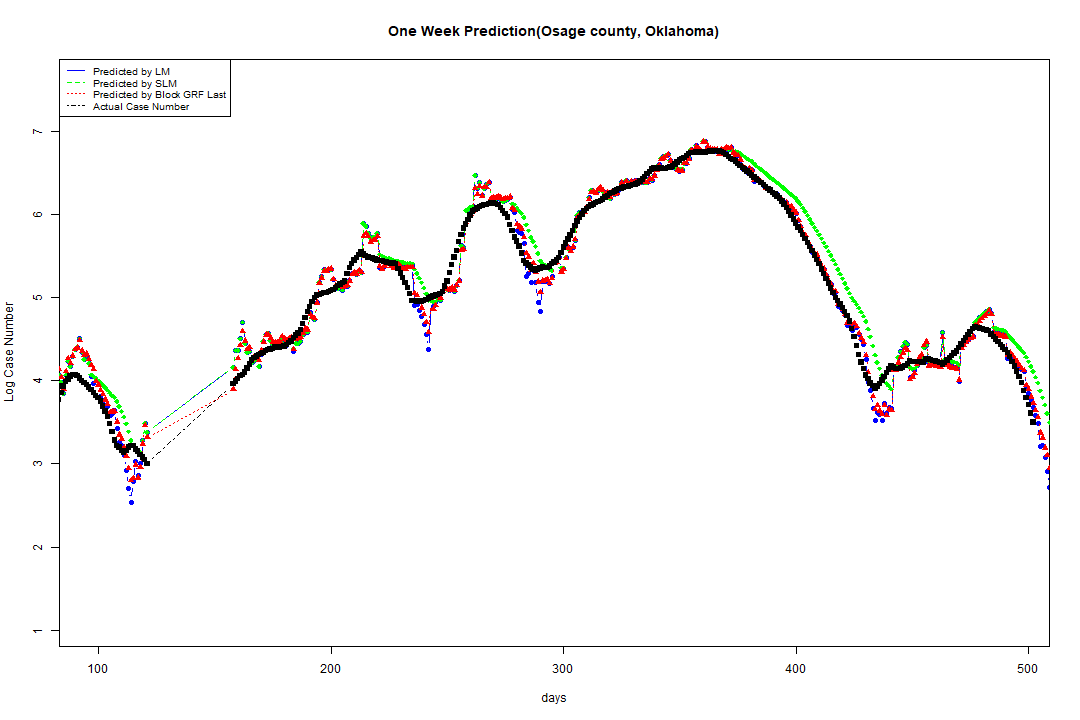 One Week Prediction(Osage county, Oklahoma)
Predicted by LM
Predicted by SLM
Predicted by Block GRF Last
Actual Case Number
Log Case Number
7
6
5
4
3
2
1
100 200 300 400 500
days